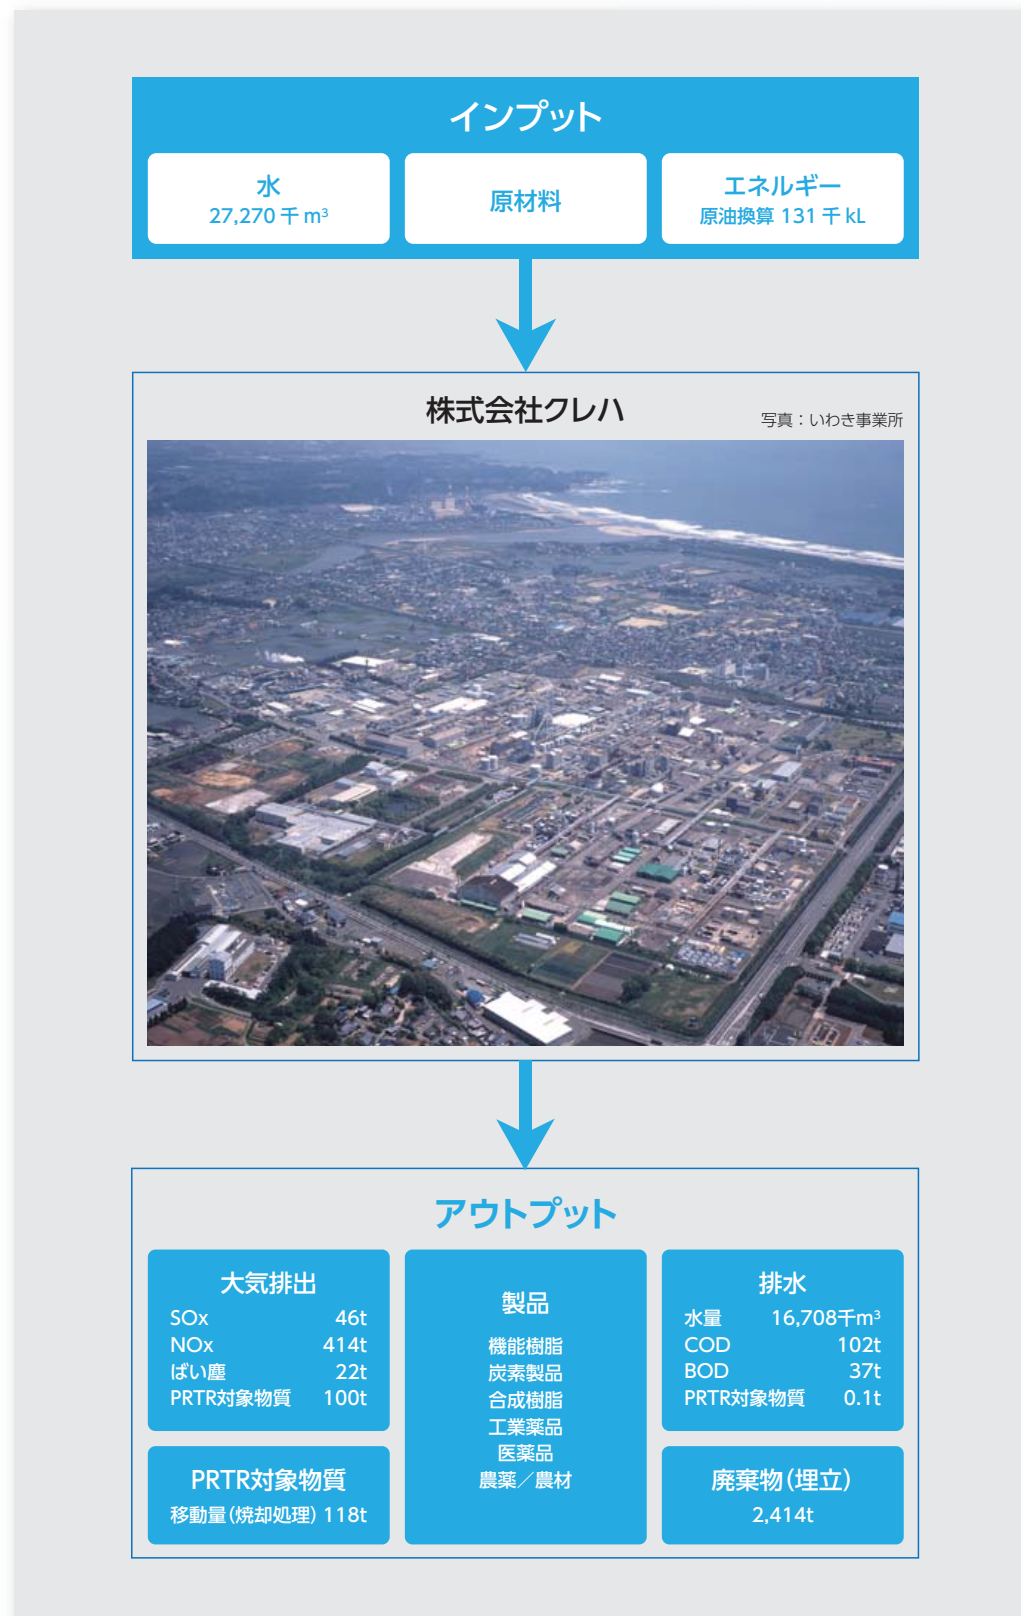 インプット
水
27,270 千 m³
原材料
エネルギー
原油換算 131 千 kL
株式会社クレハ
写真：いわき事業所
アウトプット
大気排出
SOx 46t
NOx 414t
ばい塵 22t
PRTR対象物質 100t
PRTR対象物質
移動量(焼却処理) 118t
製品
機能樹脂
炭素製品
合成樹脂
工業薬品
医薬品
農薬／農材
排水
水量 16,708千m³
COD 102t
BOD 37t
PRTR対象物質 0.1t
廃棄物(埋立)
2,414t